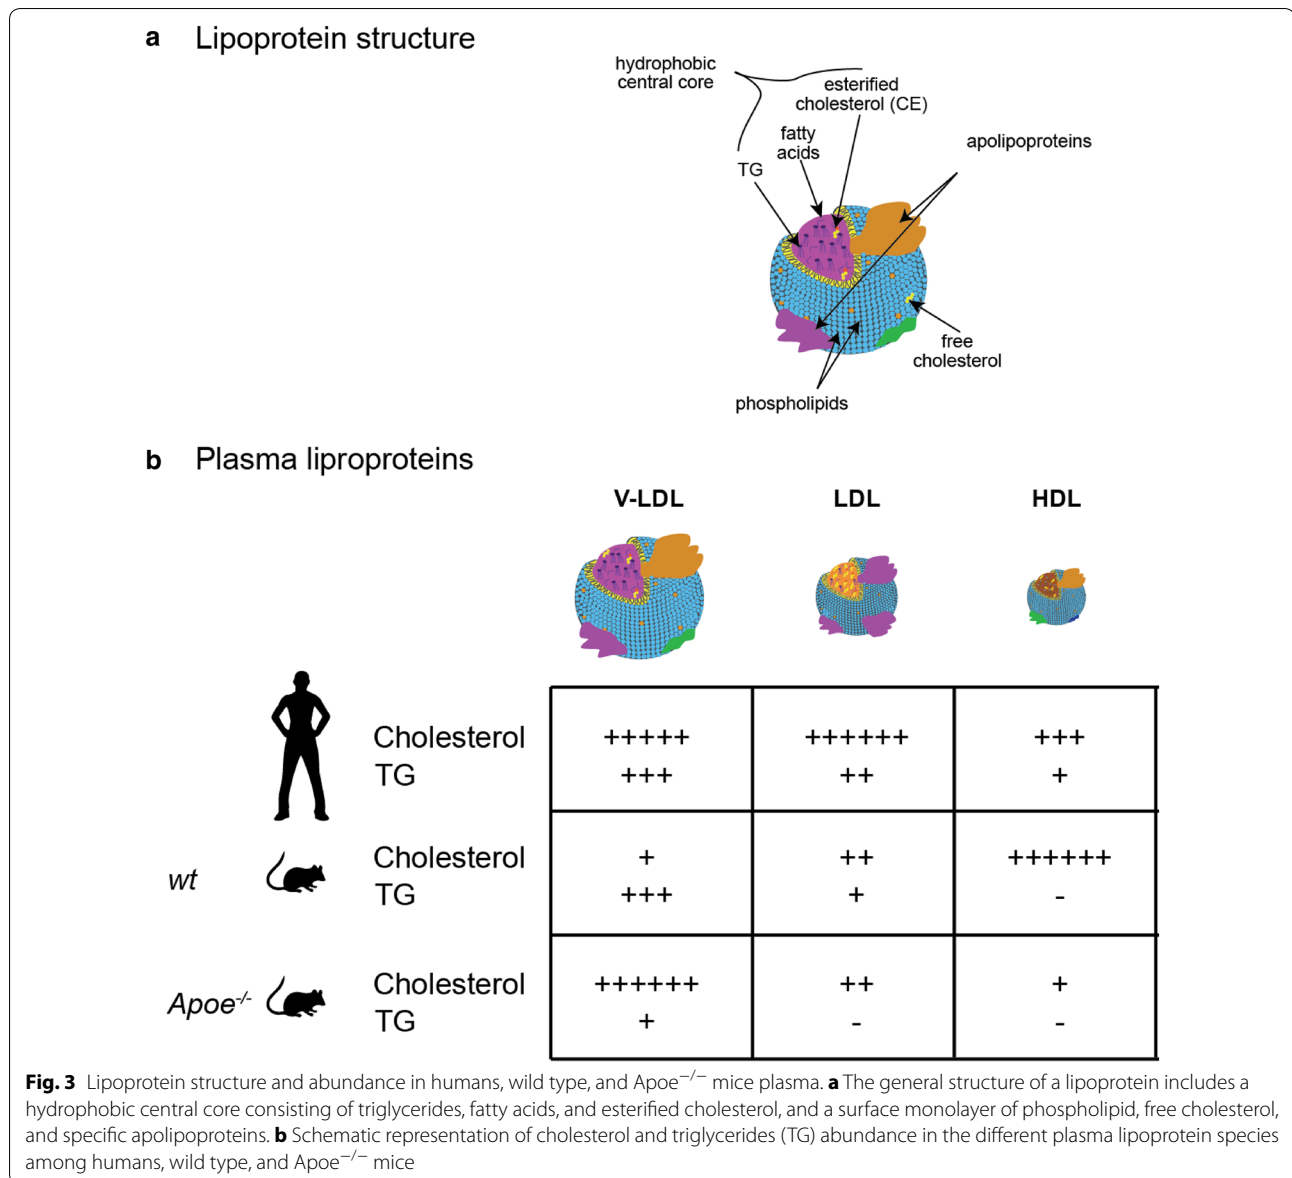 a Lipoprotein structure
hydrophobic
central core
esterified
cholesterol (CE)
fatty
acids
TG
apolipoproteins
free
cholesterol
phospholipids
b Plasma liproproteins
V-LDL LDL HDL
Cholesterol +++++ ++++++ +++
TG +++ ++ +
wt
Cholesterol + ++ ++++++
TG +++ + -
Apoe-/-
Cholesterol ++++++ ++ +
TG + - -
Fig. 3 Lipoprotein structure and abundance in humans, wild type, and Apoe−/− mice plasma. a The general structure of a lipoprotein includes a
hydrophobic central core consisting of triglycerides, fatty acids, and esterified cholesterol, and a surface monolayer of phospholipid, free cholesterol,
and specific apolipoproteins. b Schematic representation of cholesterol and triglycerides (TG) abundance in the different plasma lipoprotein species
among humans, wild type, and Apoe−/− mice